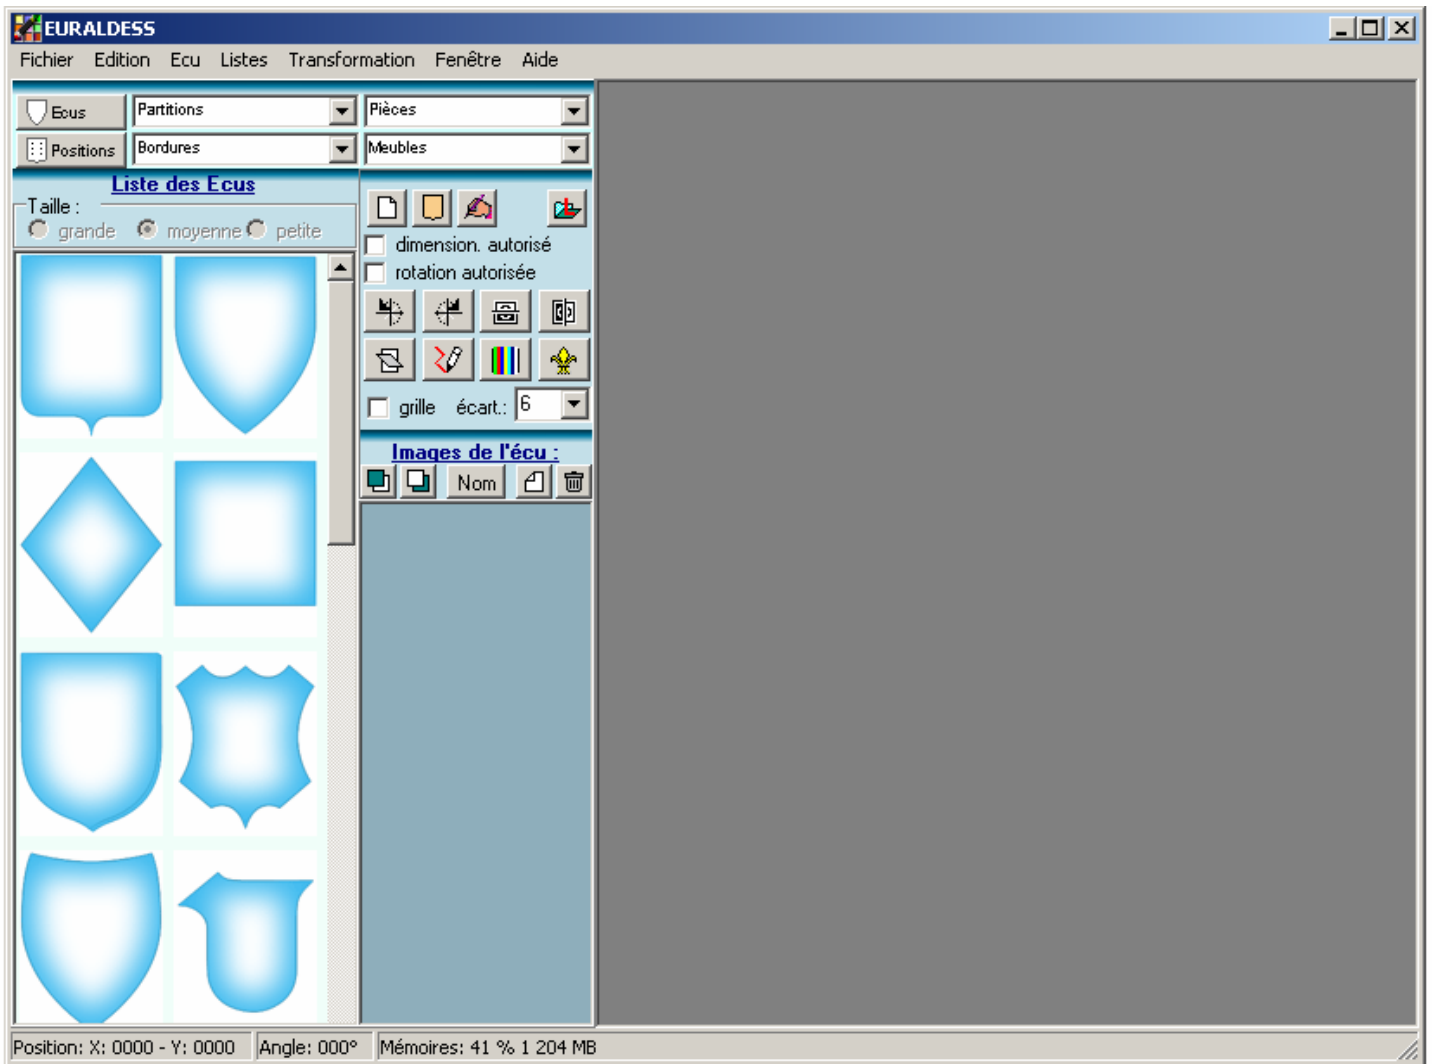 EURALDESS
Fichier Edition Ecu Listes Transformation Fenêtre Aide
Ecus Partitions Pièces
Positions Bordures Meubles
Liste des Ecus
Taille :
grande moyenne petite
dimension. autorisé
rotation autorisée
grille écart.: 6
Images de l'écu :
Nom
Position: X: 0000 - Y: 0000 Angle: 000° Mémoires: 41 % 1 204 MB